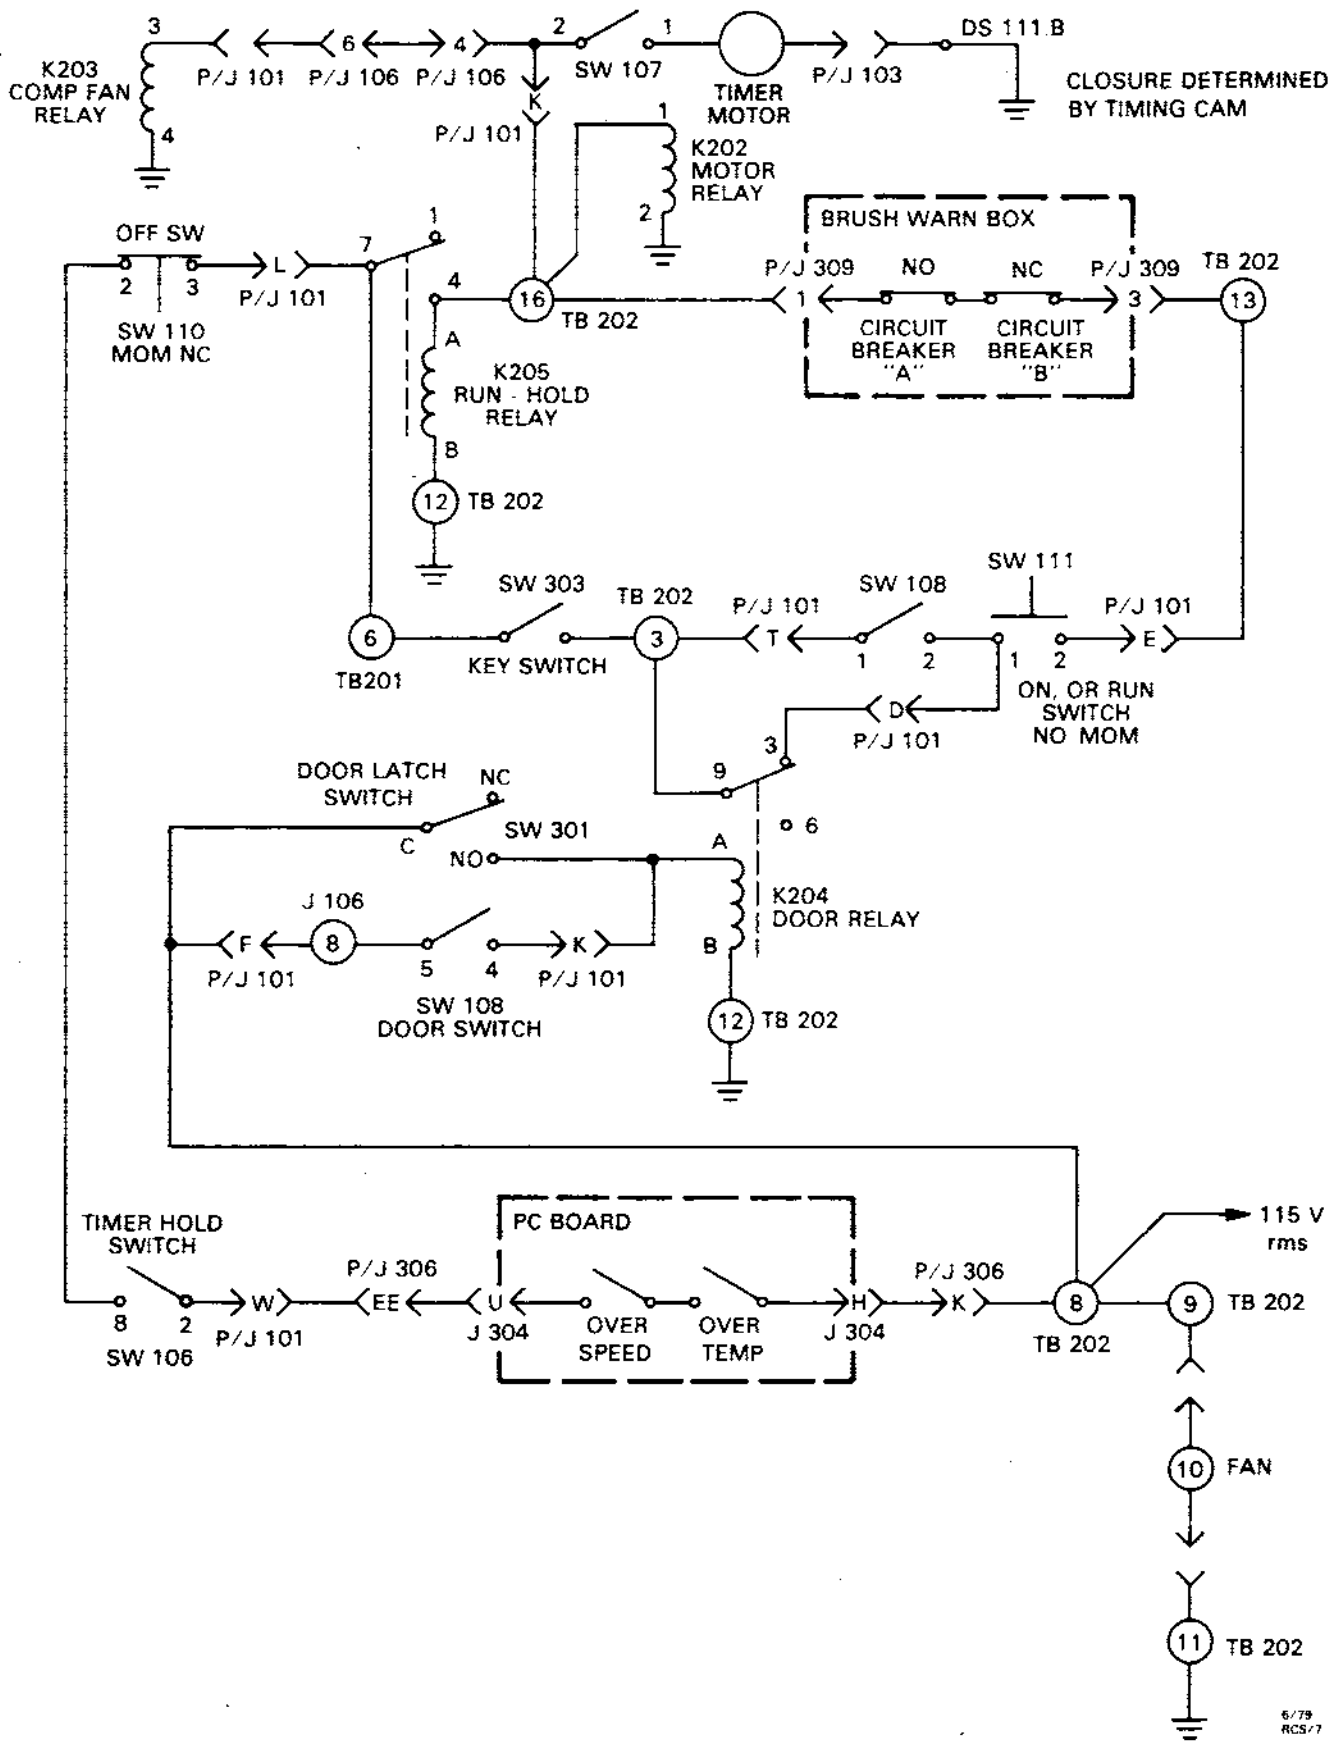 3
K203
COMP FAN
RELAY
4
P/J 101
6
P/J 106
4
P/J 106
2
1
SW 107
K
P/J 101
TIMER
MOTOR
P/J 103
DS 111.B
CLOSURE DETERMINED
BY TIMING CAM
1
K202
MOTOR
RELAY
2
OFF SW
2
3
SW 110
MOM NC
L
P/J 101
7
1
4
16
TB 202
A
K205
RUN - HOLD
RELAY
B
12
TB 202
BRUSH WARN BOX
P/J 309
1
NO
NC
P/J 309
3
CIRCUIT
BREAKER
"A"
CIRCUIT
BREAKER
"B"
TB 202
13
6
TB201
SW 303
KEY SWITCH
TB 202
3
P/J 101
T
SW 108
1
2
SW 111
1
2
P/J 101
E
ON, OR RUN
SWITCH
NO MOM
D
P/J 101
3
9
6
DOOR LATCH
SWITCH
NC
C
SW 301
NO
A
K204
DOOR RELAY
B
12
TB 202
J 106
F
P/J 101
8
5
4
SW 108
DOOR SWITCH
K
P/J 101
TIMER HOLD
SWITCH
8
2
SW 106
W
P/J 101
P/J 306
EE
PC BOARD
U
J 304
OVER
SPEED
OVER
TEMP
H
J 304
P/J 306
K
8
TB 202
115 V
rms
9
TB 202
10
FAN
11
TB 202
6/79
RCS/7